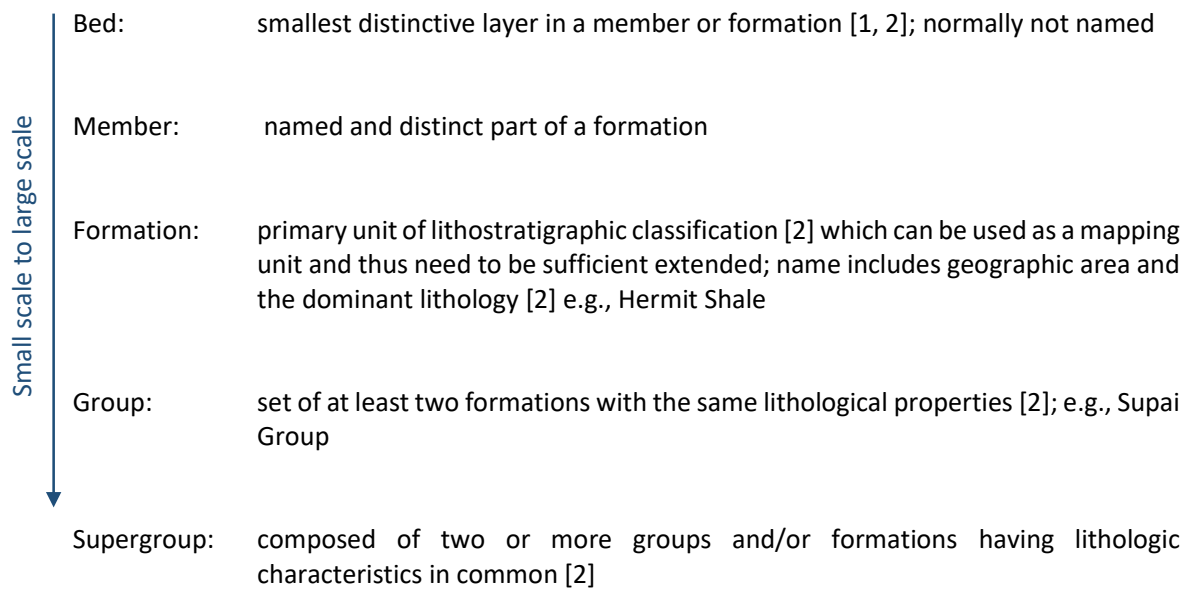 Small scale to large scale
Bed: smallest distinctive layer in a member or formation [1, 2]; normally not named
Member: named and distinct part of a formation
Formation: primary unit of lithostratigraphic classification [2] which can be used as a mapping
unit and thus need to be sufficient extended; name includes geographic area and
the dominant lithology [2] e.g., Hermit Shale
Group: set of at least two formations with the same lithological properties [2]; e.g., Supai
Group
Supergroup: composed of two or more groups and/or formations having lithologic
characteristics in common [2]